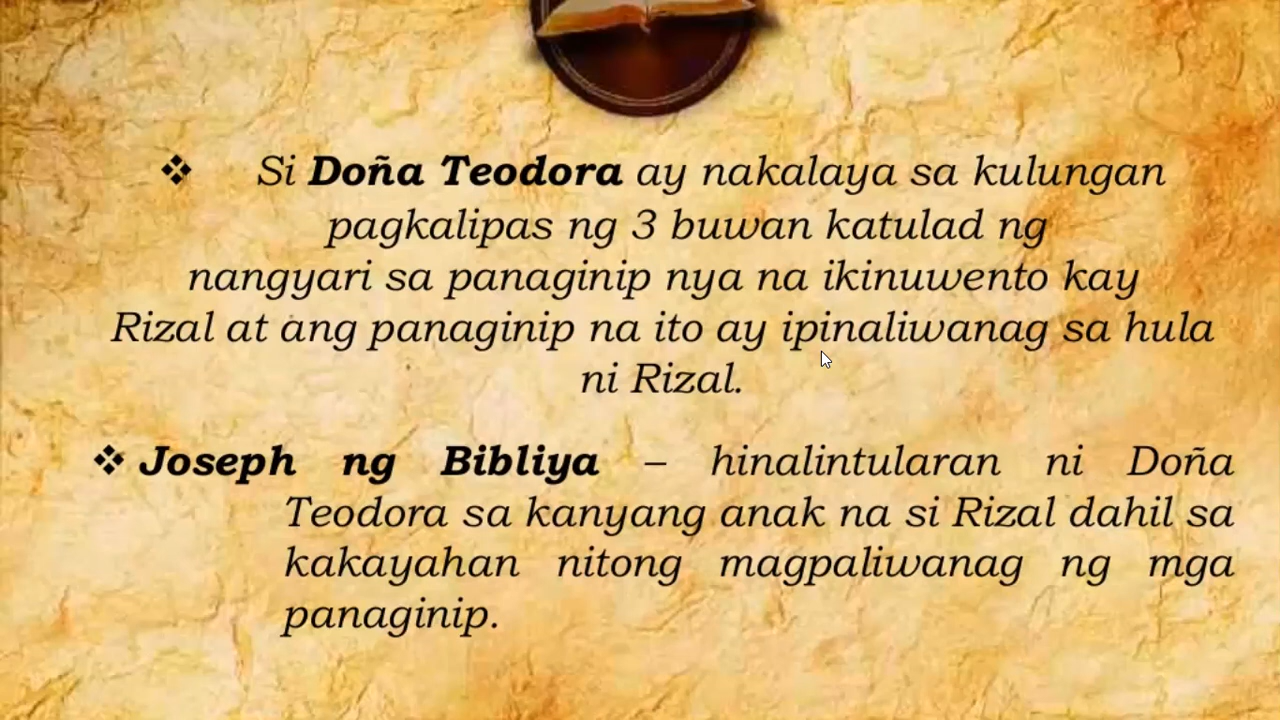 ❖ Si Doña Teodora ay nakalaya sa kulungan
pagkalipas ng 3 buwan katulad ng
nangyari sa panaginip nya na ikinuwento kay
Rizal at ang panaginip na ito ay ipinaliwanag sa hula
ni Rizal.
❖ Joseph ng Bibliya – hinalintularan ni Doña
Teodora sa kanyang anak na si Rizal dahil sa
kakayahan nitong magpaliwanag ng mga
panaginip.